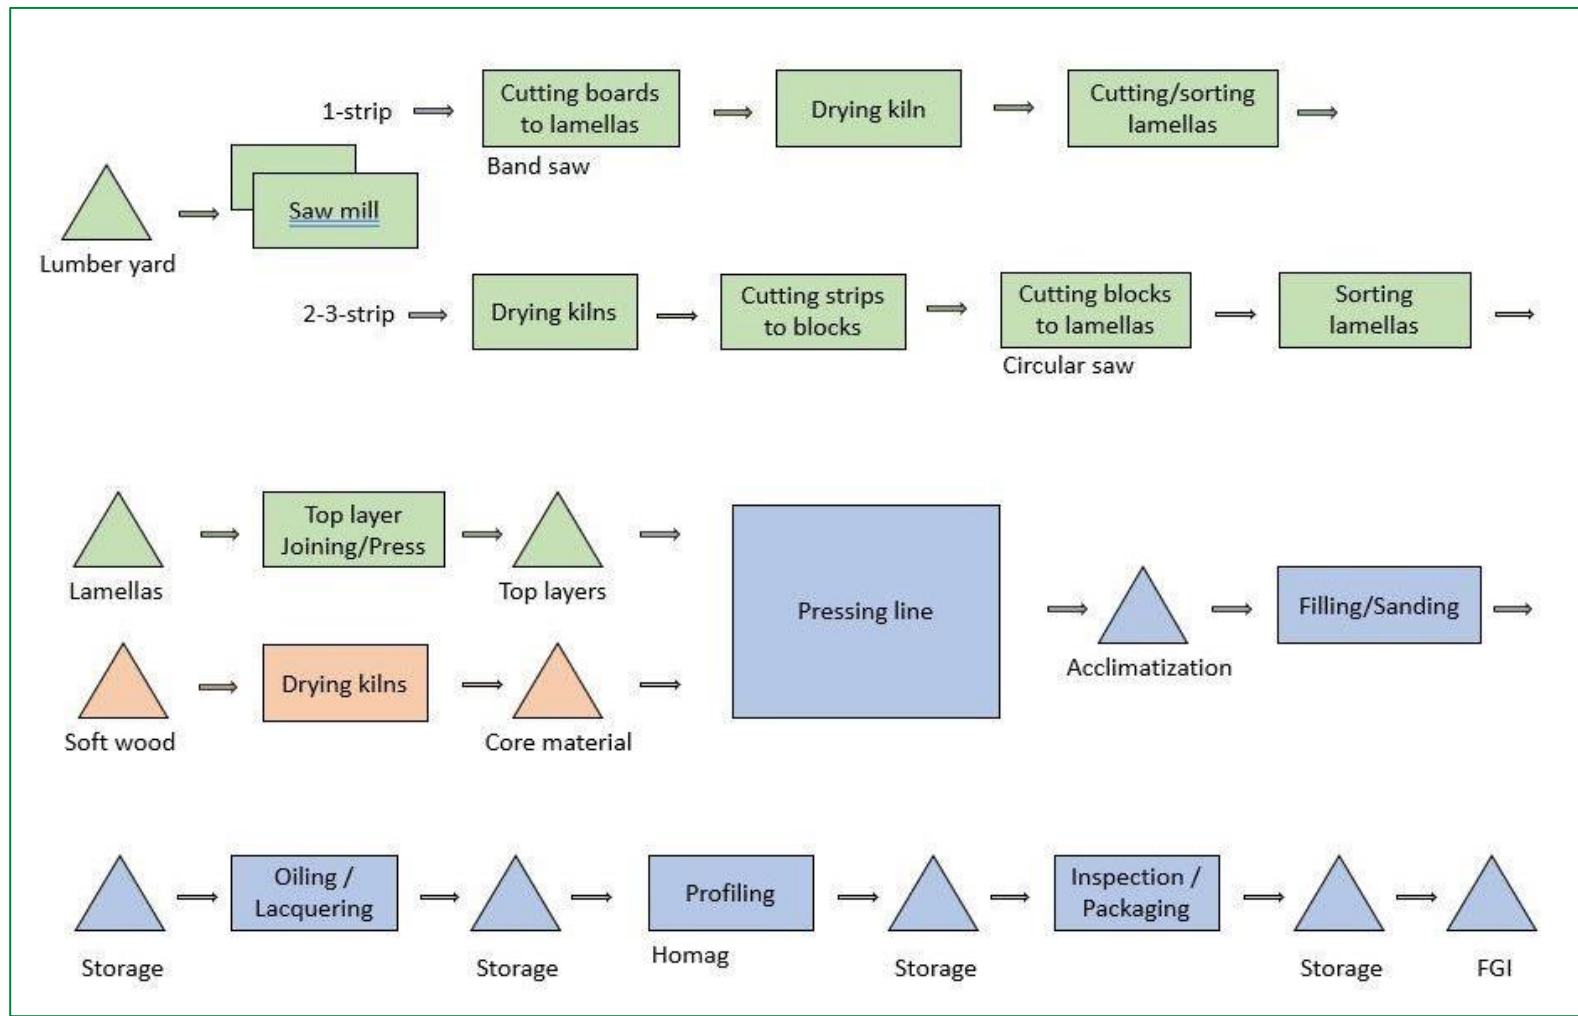 1-strip
Cutting boards
to lamellas
Band saw
Drying kiln
Cutting/sorting
lamellas
Lumber yard
Saw mill
2-3-strip
Drying kilns
Cutting strips
to blocks
Cutting blocks
to lamellas
Circular saw
Sorting
lamellas
Lamellas
Top layer
Joining/Press
Top layers
Soft wood
Drying kilns
Core material
Pressing line
Acclimatization
Filling/Sanding
Storage
Oiling /
Lacquering
Storage
Profiling
Homag
Storage
Inspection /
Packaging
Storage
FGI